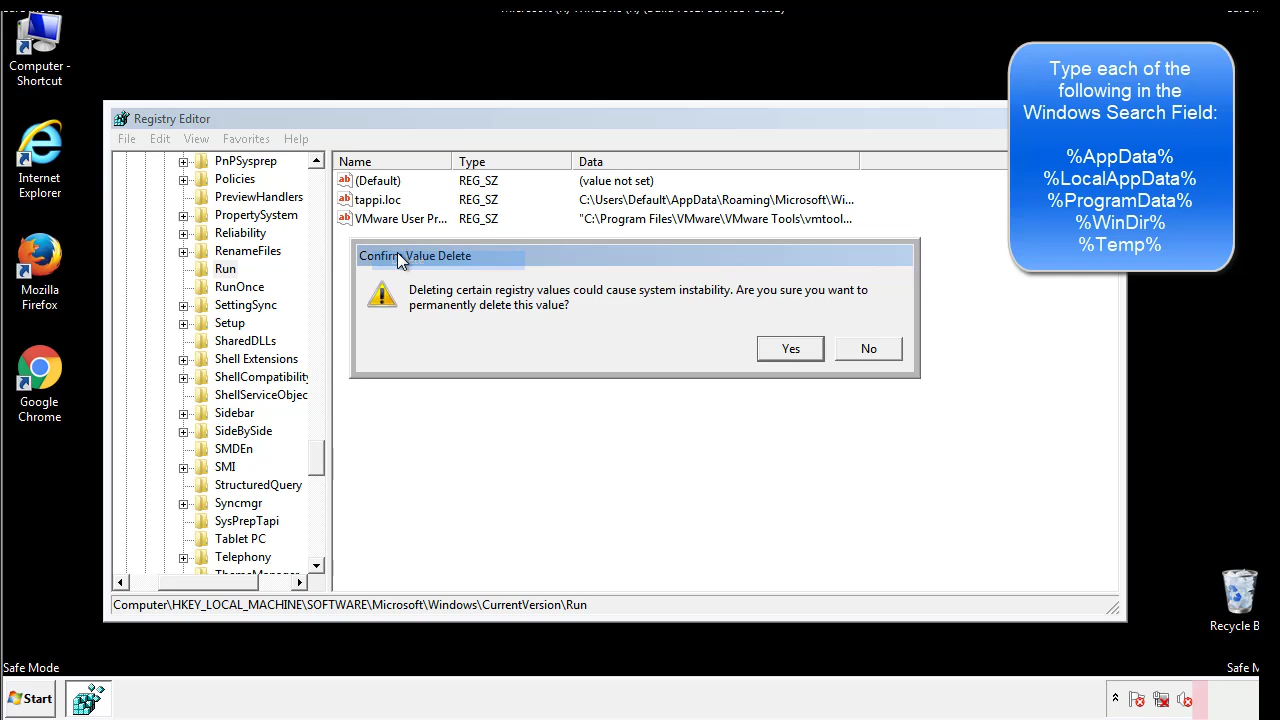 Safe Mode
Computer -
Shortcut
Internet
Explorer
Mozilla
Firefox
Google
Chrome
Type each of the
following in the
Windows Search Field:
%AppData%
%LocalAppData%
%ProgramData%
%WinDir%
%Temp%
Registry Editor
File Edit View Favorites Help
PnPSysprep
Policies
PreviewHandlers
PropertySystem
Reliability
RenameFiles
Run
RunOnce
SettingSync
Setup
SharedDLLs
Shell Extensions
ShellCompatibility
ShellServiceObjec
Sidebar
SideBySide
SMDEn
SMI
StructuredQuery
Syncmgr
SysPrepTapi
Tablet PC
Telephony
ThemeManager
Name Type Data
(Default) REG_SZ (value not set)
tappi.loc REG_SZ C:\Users\Default\AppData\Roaming\Microsoft\Wi...
VMware User Pr... REG_SZ "C:\Program Files\VMware\VMware Tools\vmtool...
Confirm Value Delete
Deleting certain registry values could cause system instability. Are you sure you want to
permanently delete this value?
Yes No
Computer\HKEY_LOCAL_MACHINE\SOFTWARE\Microsoft\Windows\CurrentVersion\Run
Recycle B
Safe Mode
Safe M
Start